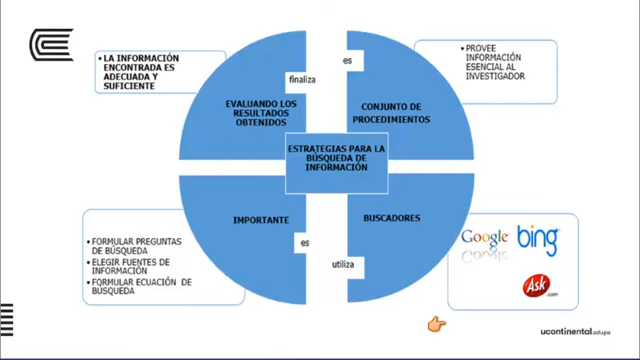 • LA INFORMACIÓN
ENCONTRADA ES
ADECUADA Y
SUFICIENTE
finaliza
es
• PROVEE
INFORMACIÓN
ESENCIAL AL
INVESTIGADOR
EVALUANDO LOS
RESULTADOS
OBTENIDOS
CONJUNTO DE
PROCEDIMIENTOS
ESTRATEGIAS PARA LA
BÚSQUEDA DE
INFORMACIÓN
IMPORTANTE
BUSCADORES
es
utiliza
• FORMULAR PREGUNTAS
DE BÚSQUEDA
• ELEGIR FUENTES DE
INFORMACIÓN
• FORMULAR ECUACIÓN DE
BÚSQUEDA
Google
bing
Ask.com
ucontinental.edu.pe